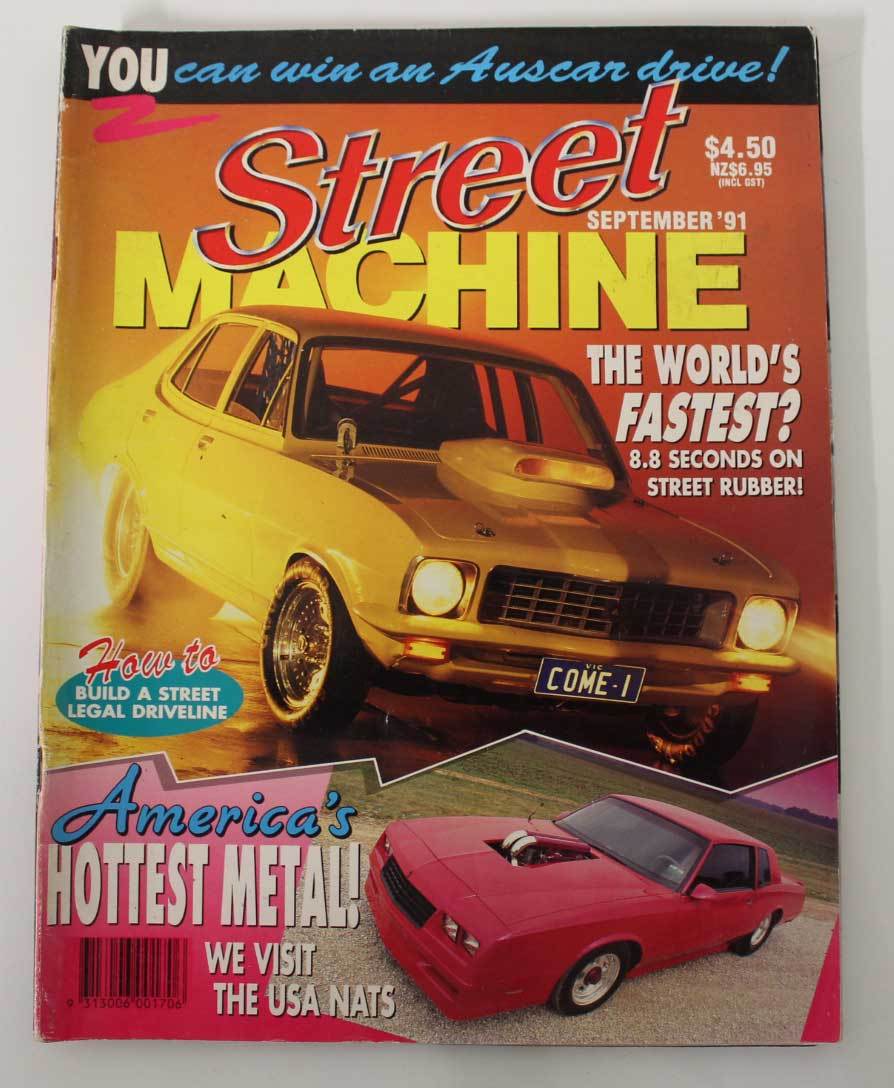 YOU can win an Auscar drive!
Street
$4.50
NZ$6.95
(INCL GST)
SEPTEMBER '91
MACHINE
THE WORLD'S
FASTEST?
8.8 SECONDS ON
STREET RUBBER!
VIC
COME-I
How to
BUILD A STREET
LEGAL DRIVELINE
America's
HOTTEST METAL!
WE VISIT
THE USA NATS
9 313006 001706